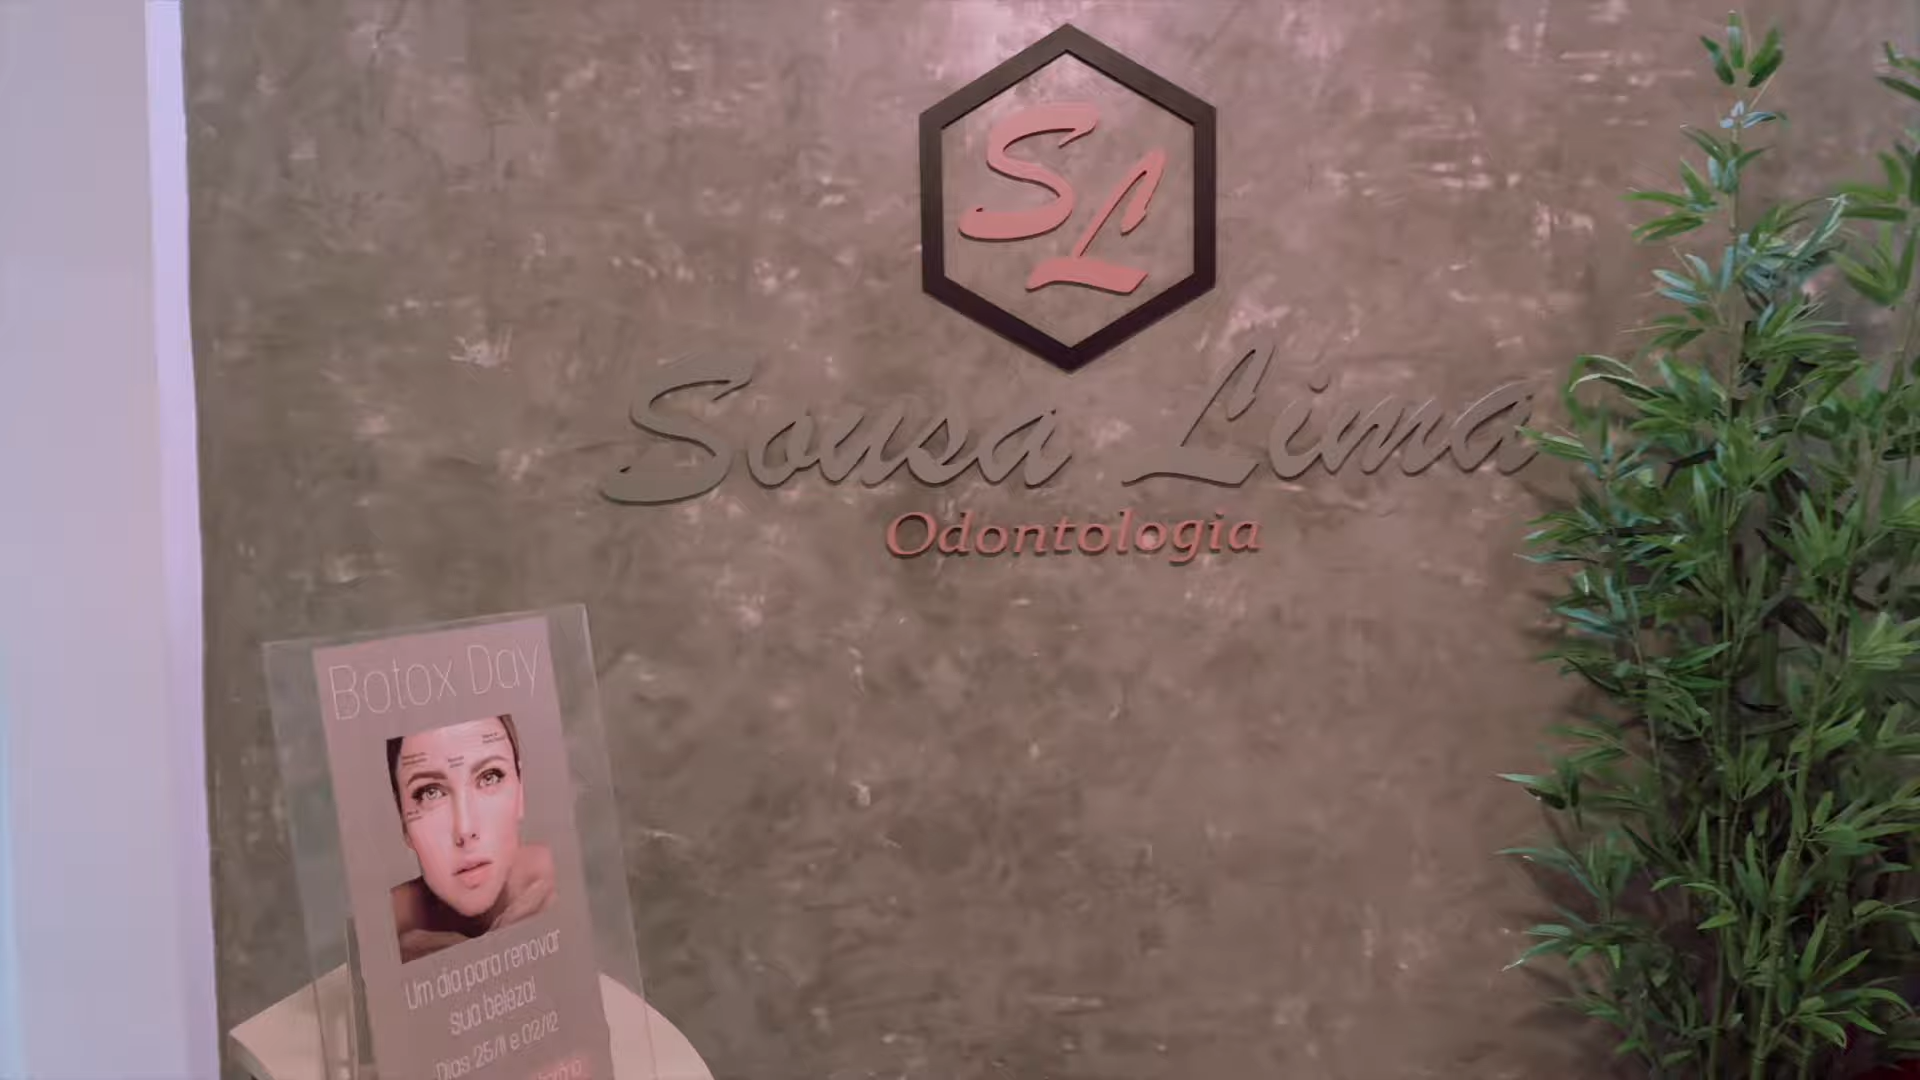 SL
Sousa Lima
Odontologia
Botox Day
Um dia para renovar
sua beleza!
Dias 25/11 e 02/12